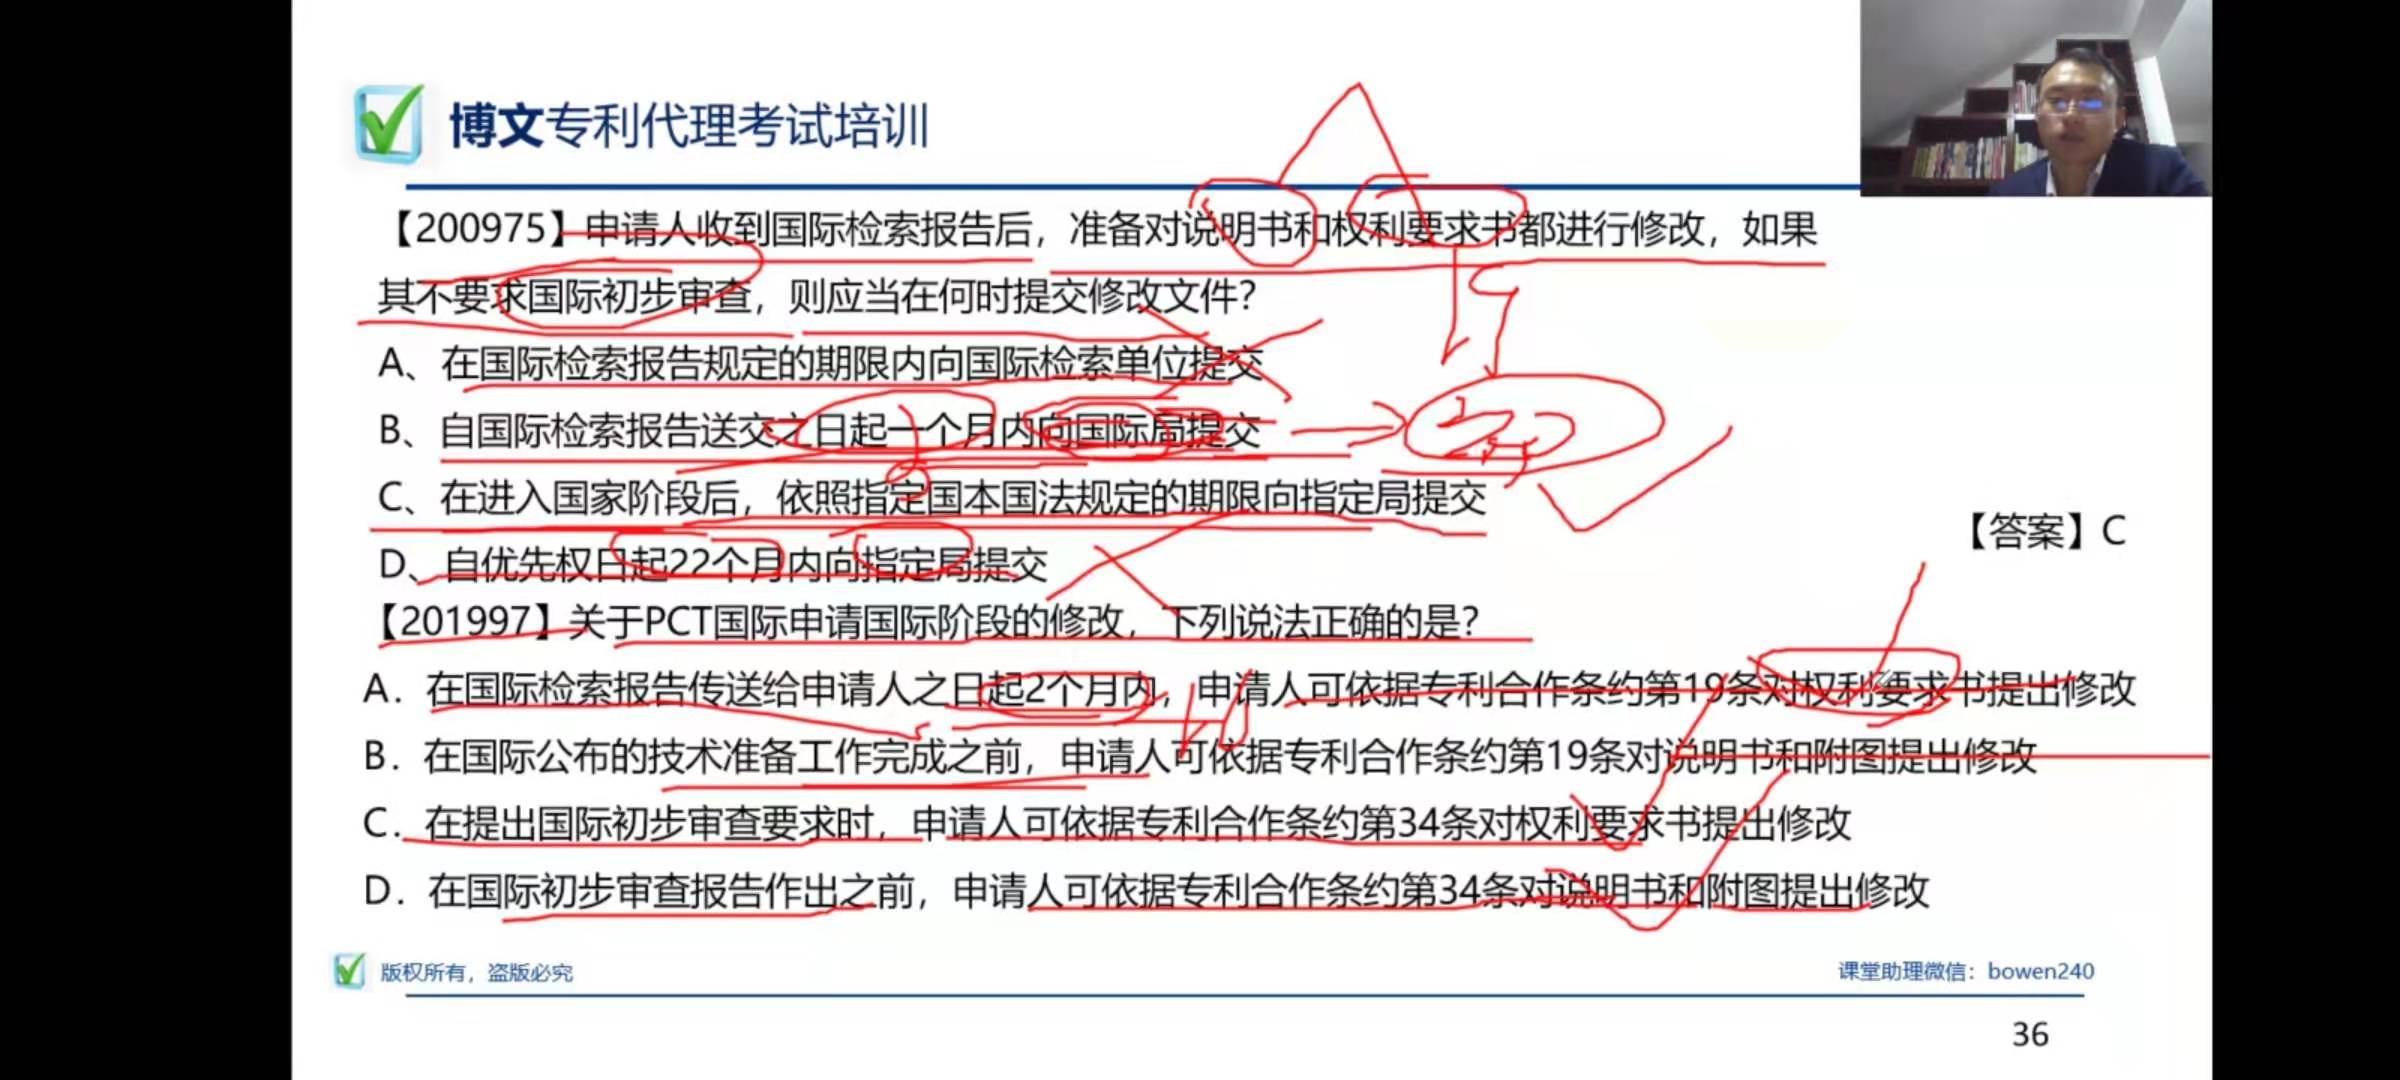 博文专利代理考试培训
【200975】申请人收到国际检索报告后，准备对说明书和权利要求书都进行修改，如果
其不要求国际初步审查，则应当在何时提交修改文件？
A、在国际检索报告规定的期限内向国际检索单位提交
B、自国际检索报告送交之日起一个月内向国际局提交
C、在进入国家阶段后，依照指定国本国法规定的期限向指定局提交
【答案】C
D、自优先权日起22个月内向指定局提交
【201997】关于PCT国际申请国际阶段的修改，下列说法正确的是？
A．在国际检索报告传送给申请人之日起2个月内，申请人可依据专利合作条约第19条对权利要求书提出修改
B．在国际公布的技术准备工作完成之前，申请人可依据专利合作条约第19条对说明书和附图提出修改
C．在提出国际初步审查要求时，申请人可依据专利合作条约第34条对权利要求书提出修改
D．在国际初步审查报告作出之前，申请人可依据专利合作条约第34条对说明书和附图提出修改
版权所有，盗版必究
课堂助理微信：bowen240
36